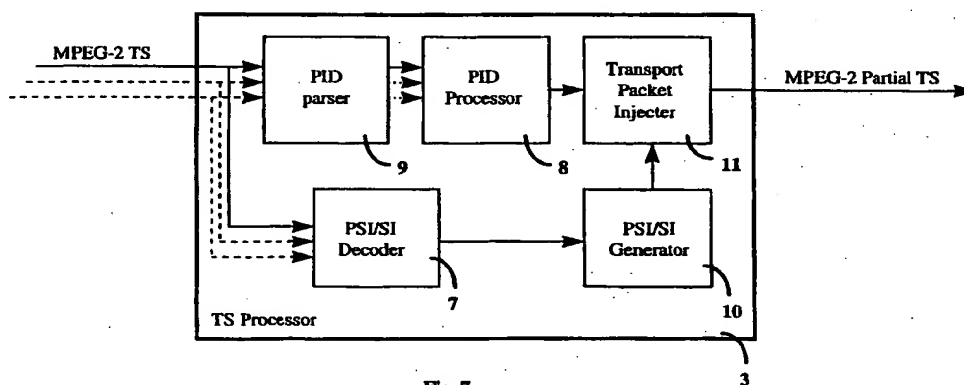 MPEG-2 TS
PID
parser
9
PID
Processor
8
Transport
Packet
Injecter
11
MPEG-2 Partial TS
PSI/SI
Decoder
7
PSI/SI
Generator
10
TS Processor
3